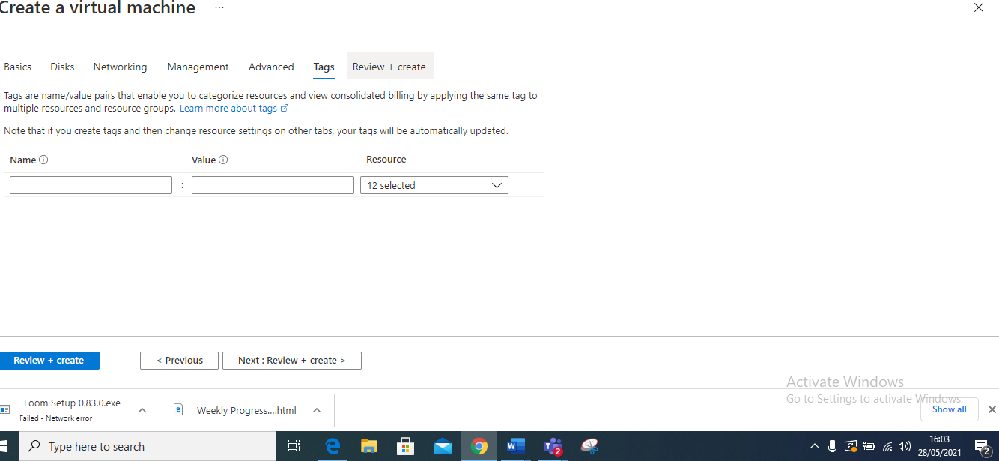 Create a virtual machine ...
Basics Disks Networking Management Advanced Tags Review + create
Tags are name/value pairs that enable you to categorize resources and view consolidated billing by applying the same tag to
multiple resources and resource groups. Learn more about tags
Note that if you create tags and then change resource settings on other tabs, your tags will be automatically updated.
Name Value Resource
: 12 selected
Review + create < Previous Next : Review + create >
Activate Windows
Go to Settings to activate Windows.
Loom Setup 0.83.0.exe
Failed - Network error
Weekly Progress....html
Show all
Type here to search
16:03
28/05/2021
2
2